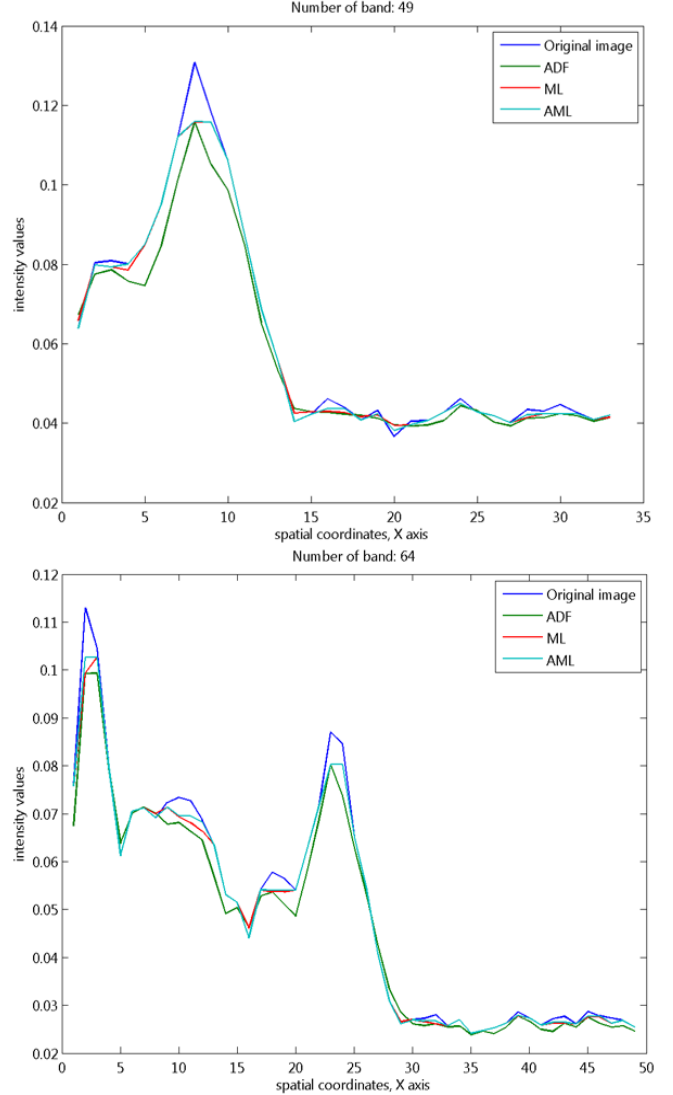 Number of band: 49
0.14
0.12
0.1
0.08
0.06
0.04
0.02
intensity values
Original image
ADF
ML
AML
0 5 10 15 20 25 30 35
spatial coordinates, X axis
Number of band: 64
0.12
0.11
0.1
0.09
0.08
0.07
0.06
0.05
0.04
0.03
0.02
intensity values
Original image
ADF
ML
AML
0 5 10 15 20 25 30 35 40 45 50
spatial coordinates, X axis